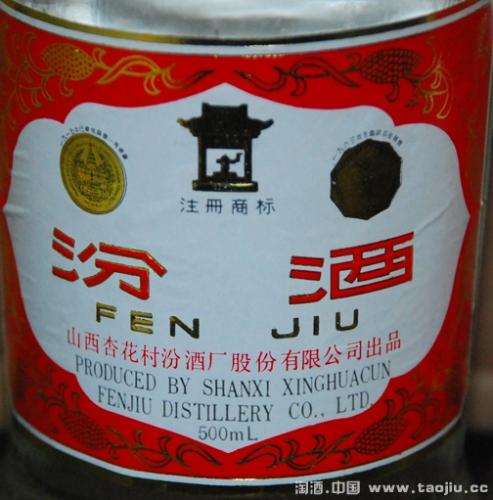 注册商标
汾 酒
FEN JIU
山西杏花村汾酒厂股份有限公司出品
PRODUCED BY SHANXI XINGHUACUN
FENJIU DISTILLERY CO., LTD.
500mL
淘酒.中国 www.taojiu.cc